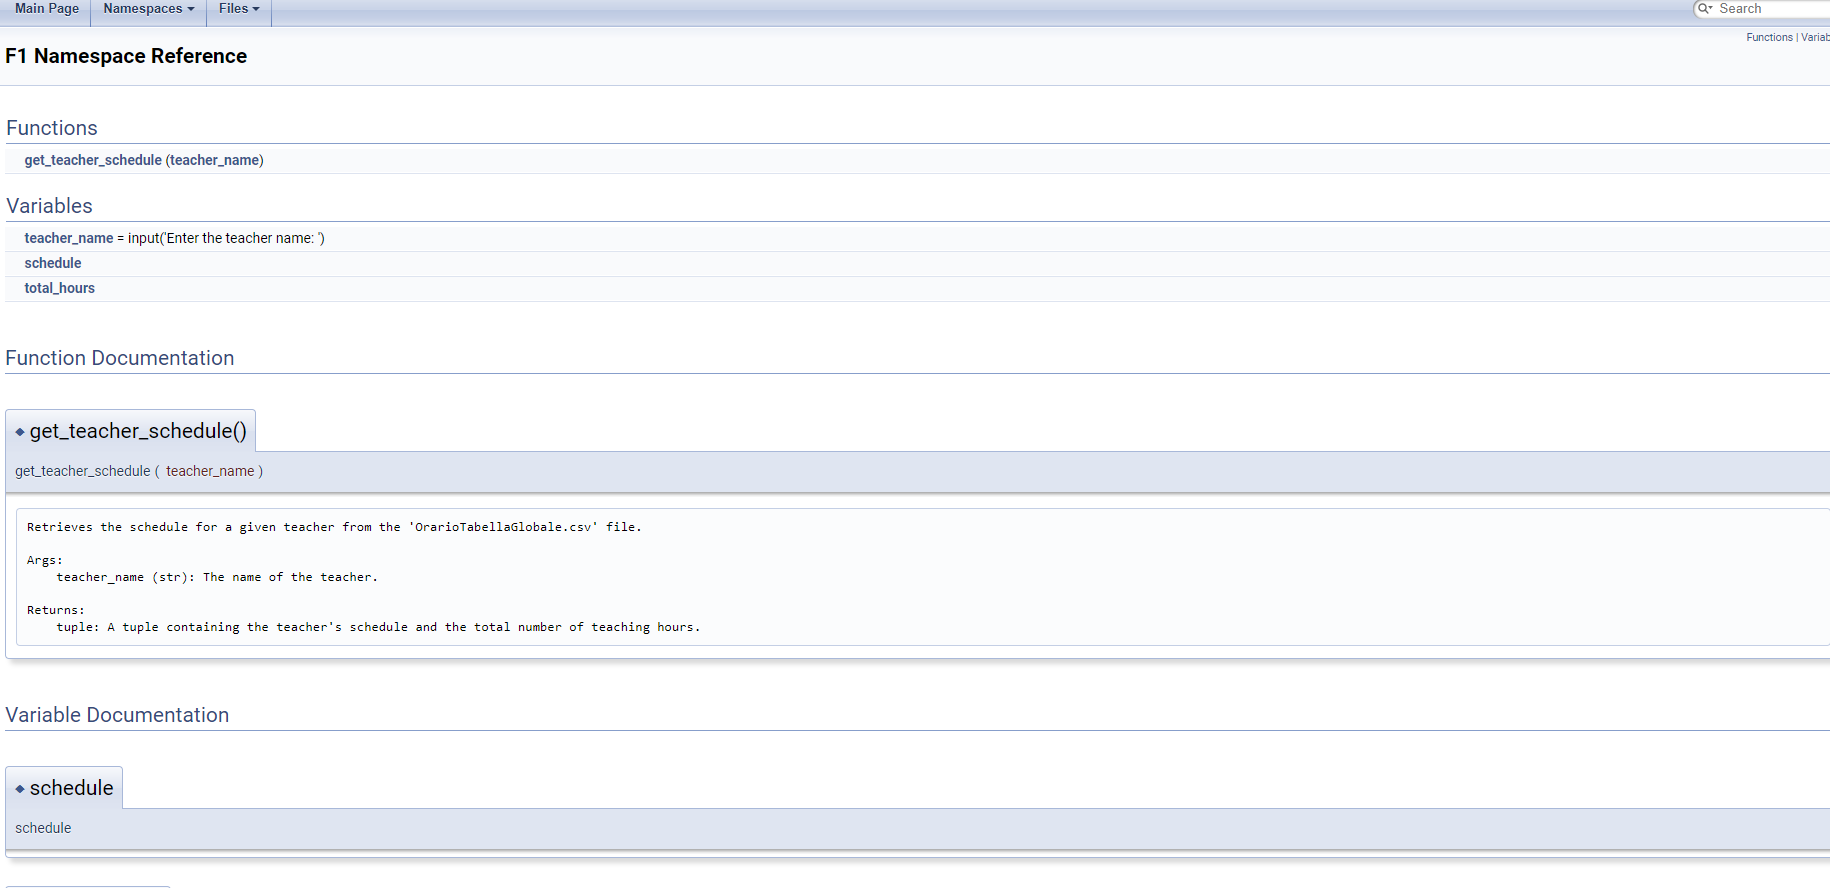 Main Page Namespaces Files Search
Functions |
F1 Namespace Reference
Functions
get_teacher_schedule (teacher_name)
Variables
teacher_name = input('Enter the teacher name: ')
schedule
total_hours
Function Documentation
◆ get_teacher_schedule()
get_teacher_schedule ( teacher_name )
Retrieves the schedule for a given teacher from the 'OrarioTabellaGlobale.csv' file.
Args:
teacher_name (str): The name of the teacher.
Returns:
tuple: A tuple containing the teacher's schedule and the total number of teaching hours.
Variable Documentation
◆ schedule
schedule